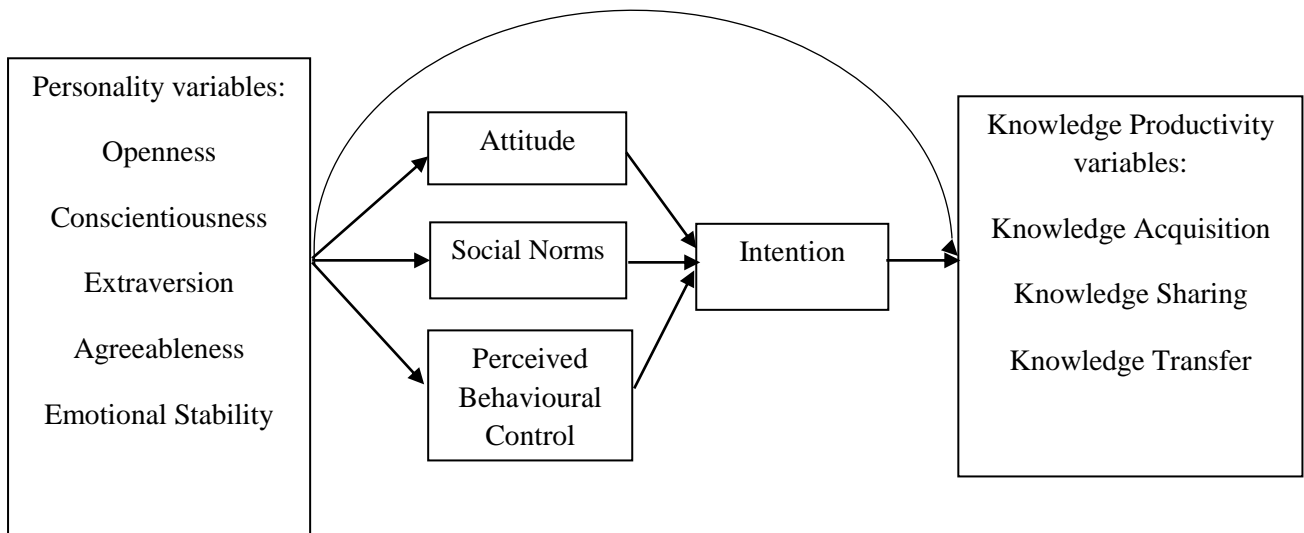 Personality variables:
Openness
Conscientiousness
Extraversion
Agreeableness
Emotional Stability
Attitude
Social Norms
Perceived
Behavioural
Control
Intention
Knowledge Productivity
variables:
Knowledge Acquisition
Knowledge Sharing
Knowledge Transfer